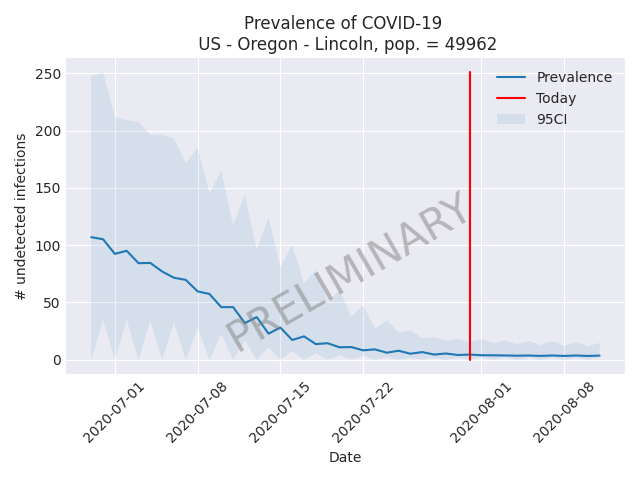 Prevalence of COVID-19
US - Oregon - Lincoln, pop. = 49962
250
200
150
100
50
0
# undetected infections
Prevalence
Today
95CI
PRELIMINARY
2020-07-01
2020-07-08
2020-07-15
2020-07-22
2020-08-01
2020-08-08
Date